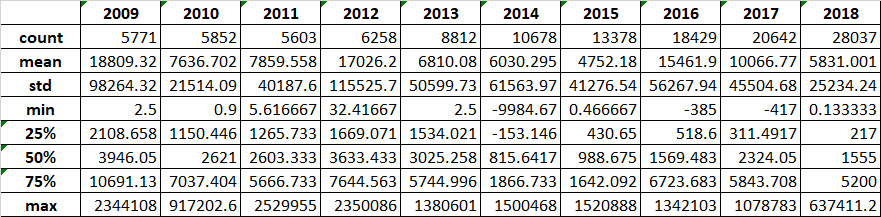 2009 2010 2011 2012 2013 2014 2015 2016 2017 2018
count 5771 5852 5603 6258 8812 10678 13378 18429 20642 28037
mean 18809.32 7636.702 7859.558 17026.2 6810.08 6030.295 4752.18 15461.9 10066.77 5831.001
std 98264.32 21514.09 40187.6 115525.7 50599.73 61563.97 41276.54 56267.94 45504.68 25234.24
min 2.5 0.9 5.616667 32.41667 2.5 -9984.67 0.466667 -385 -417 0.133333
25% 2108.658 1150.446 1265.733 1669.071 1534.021 -153.146 430.65 518.6 311.4917 217
50% 3946.05 2621 2603.333 3633.433 3025.258 815.6417 988.675 1569.483 2324.05 1555
75% 10691.13 7037.404 5666.733 7644.563 5744.996 1866.733 1642.092 6723.683 5843.708 5200
max 2344108 917202.6 2529955 2350086 1380601 1500468 1520888 1342103 1078783 637411.2